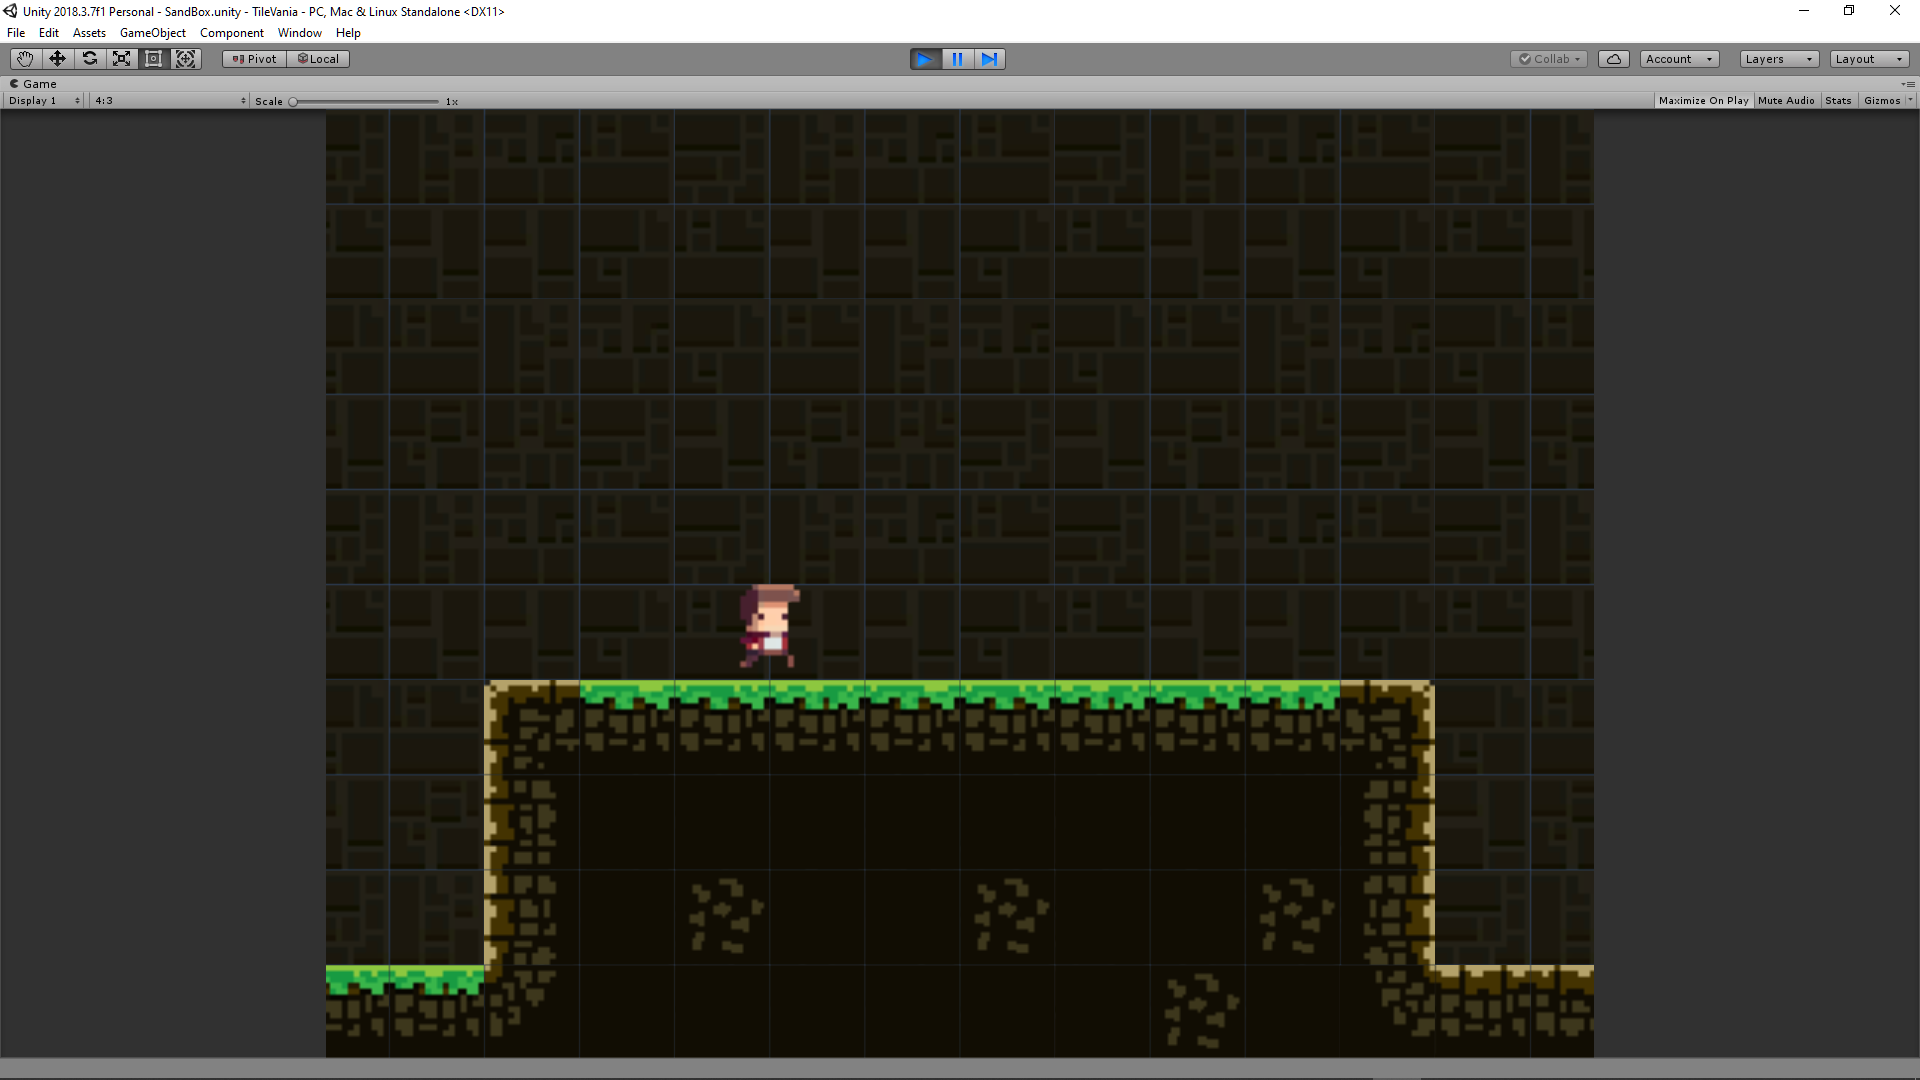 Unity 2018.3.7f1 Personal - SandBox.unity - TileVania - PC, Mac & Linux Standalone <DX11>
File Edit Assets GameObject Component Window Help
Pivot Local Collab Account Layers Layout
Game
Display 1 4:3 Scale 1x Maximize On Play Mute Audio Stats Gizmos